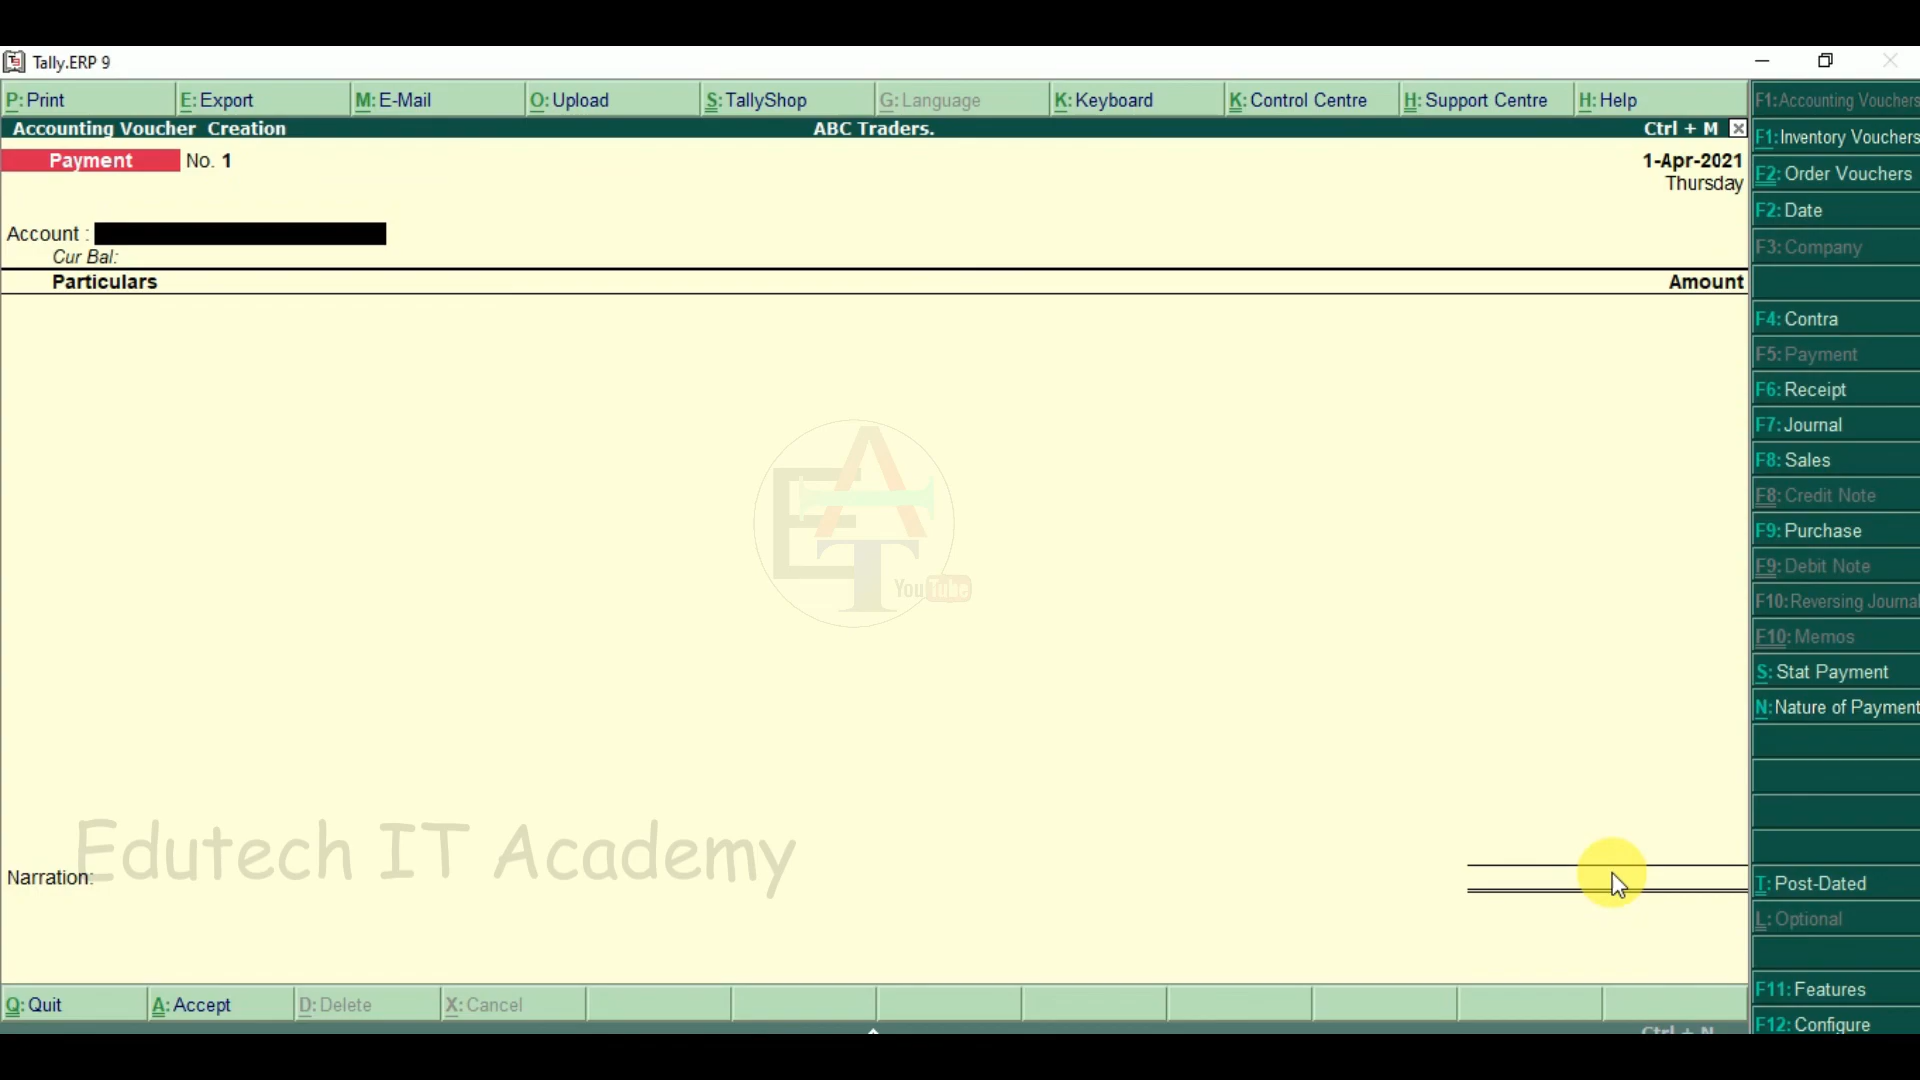 Tally.ERP 9
P: Print E: Export M: E-Mail O: Upload S: TallyShop G: Language K: Keyboard K: Control Centre H: Support Centre H: Help
Accounting Voucher Creation ABC Traders. Ctrl + M
Payment No. 1 1-Apr-2021
Thursday
Account :
Cur Bal:
Particulars Amount
EAT
YouTube
Edutech IT Academy
Narration:
Q: Quit A: Accept D: Delete X: Cancel
Ctrl + N
F1: Accounting Vouchers
F1: Inventory Vouchers
F2: Order Vouchers
F2: Date
F3: Company
F4: Contra
F5: Payment
F6: Receipt
F7: Journal
F8: Sales
F8: Credit Note
F9: Purchase
F9: Debit Note
F10: Reversing Journal
F10: Memos
S: Stat Payment
N: Nature of Payment
T: Post-Dated
L: Optional
F11: Features
F12: Configure